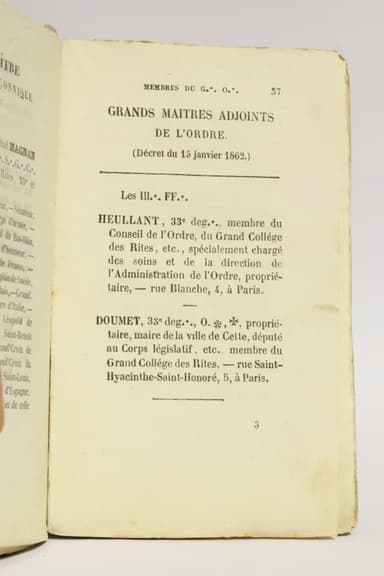 MEMBRES DU G.·. O.·. 37
GRANDS MAITRES ADJOINTS
DE L'ORDRE.
(Décret du 15 janvier 1862.)
Les Ill.·. FF.·.
HEULLANT, 33e deg.·., membre du
Conseil de l'Ordre, du Grand Collége
des Rites, etc., spécialement chargé
des soins et de la direction de
l'Administration de l'Ordre, proprié-
taire, — rue Blanche, 4, à Paris.
DOUMET, 33e deg.·., O. ✽, ✠, proprié-
taire, maire de la ville de Cette, député
au Corps législatif, etc. membre du
Grand Collége des Rites, — rue Saint-
Hyacinthe-Saint-Honoré, 5, à Paris.
3
MAGNAN